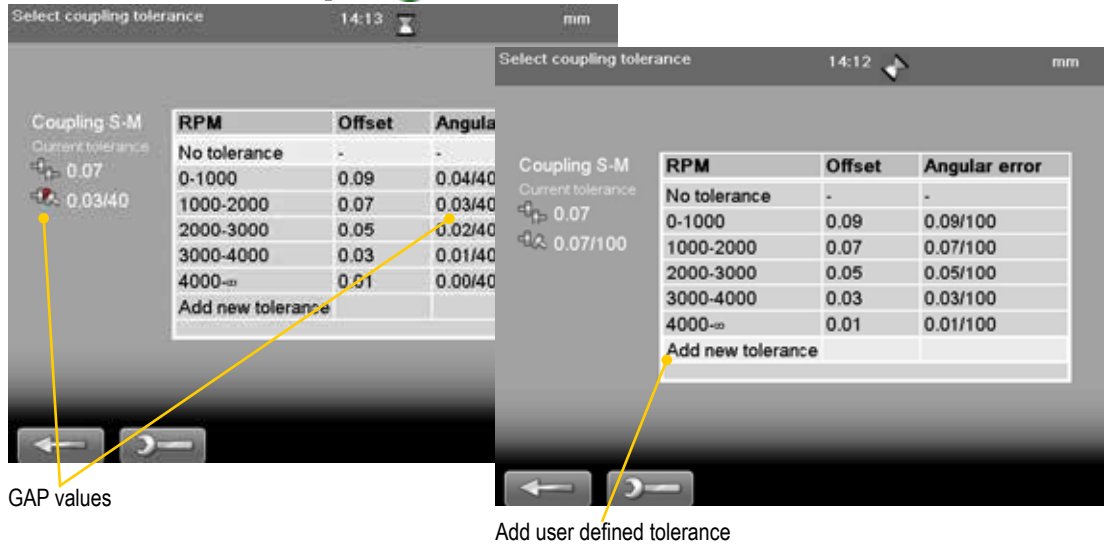 Select coupling tolerance 14:13 mm
Coupling S-M
Current tolerance
0.07
0.03/40
RPM Offset Angula
No tolerance - -
0-1000 0.09 0.04/40
1000-2000 0.07 0.03/40
2000-3000 0.05 0.02/40
3000-4000 0.03 0.01/40
4000-∞ 0.01 0.00/40
Add new tolerance
GAP values
Select coupling tolerance 14:12 mm
Coupling S-M
Current tolerance
0.07
0.07/100
RPM Offset Angular error
No tolerance - -
0-1000 0.09 0.09/100
1000-2000 0.07 0.07/100
2000-3000 0.05 0.05/100
3000-4000 0.03 0.03/100
4000-∞ 0.01 0.01/100
Add new tolerance
Add user defined tolerance